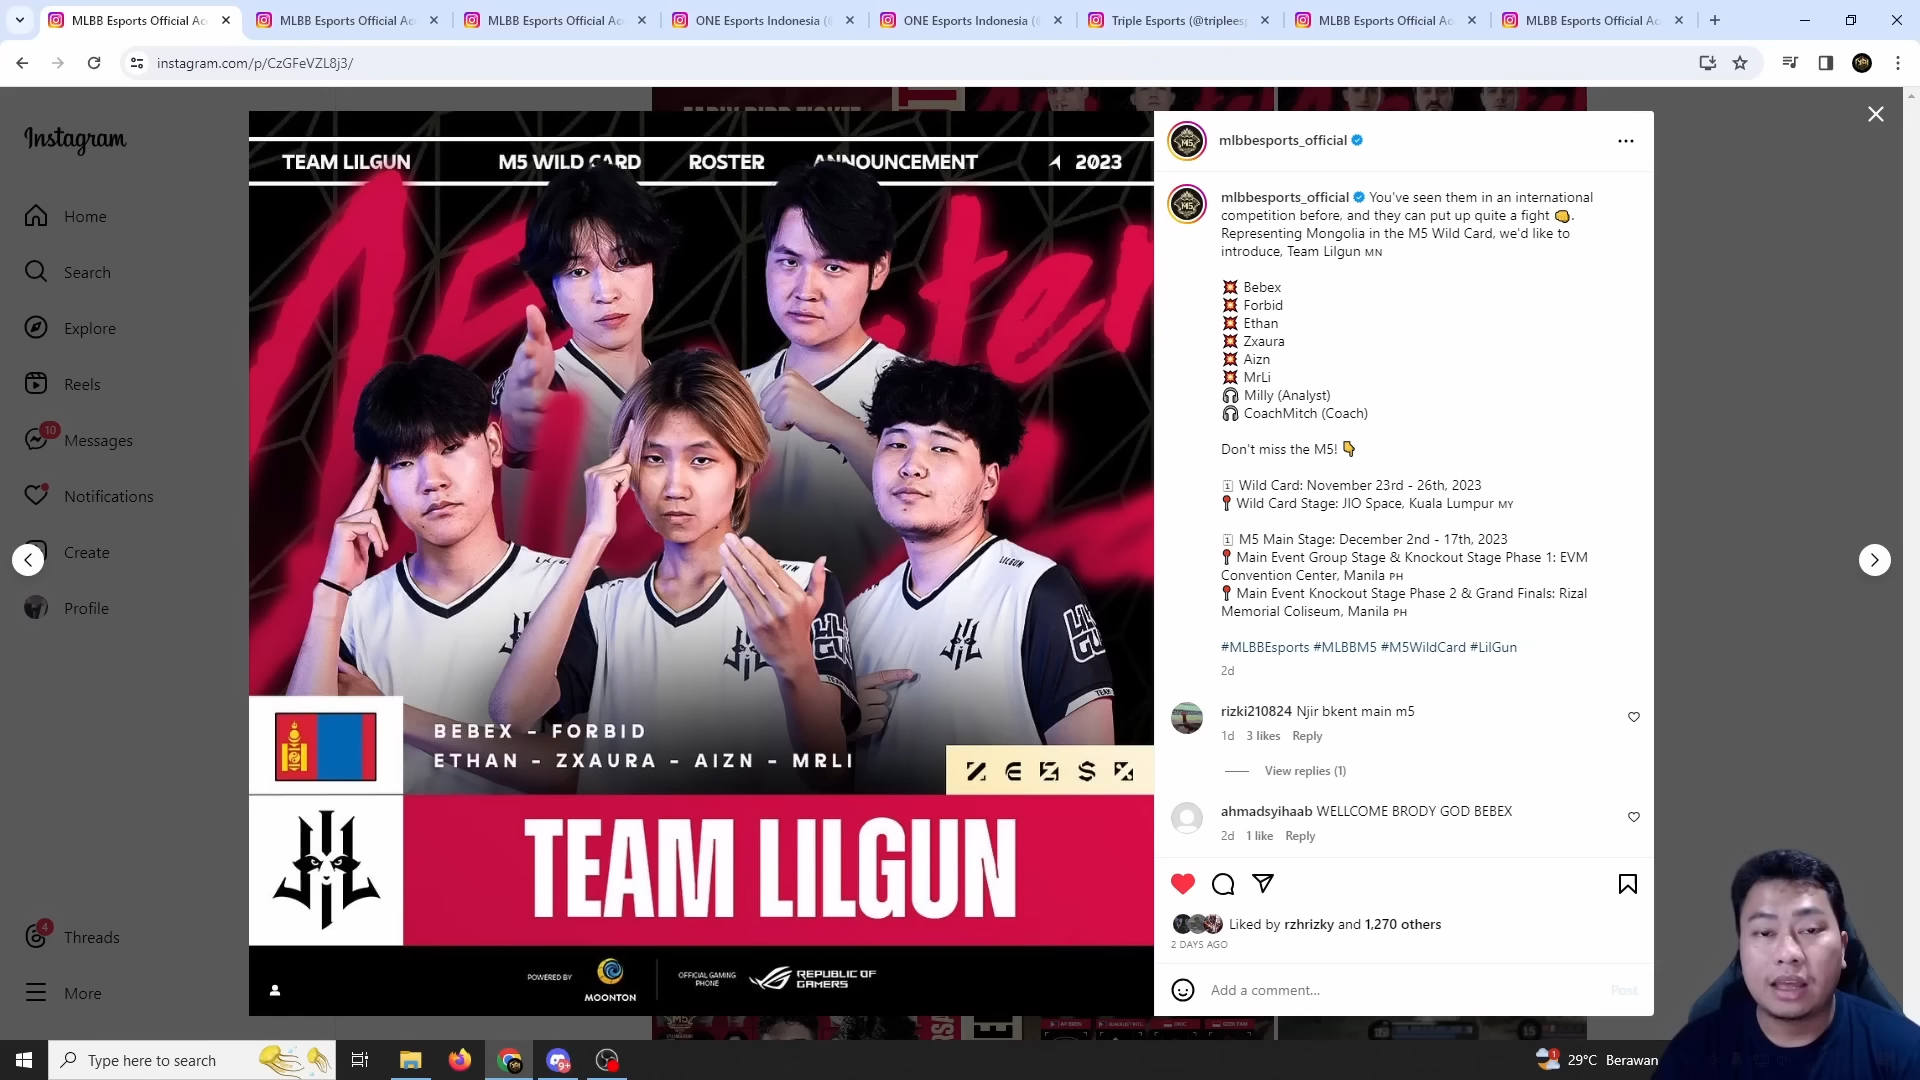 MLBB Esports Official Ac
MLBB Esports Official Ac
MLBB Esports Official Ac
ONE Esports Indonesia (@
ONE Esports Indonesia (@
Triple Esports (@tripleesp
MLBB Esports Official Ac
MLBB Esports Official Ac
instagram.com/p/CzGFeVZL8j3/
Instagram
Home
Search
Explore
Reels
10
Messages
Notifications
Create
Profile
4
Threads
More
TEAM LILGUN M5 WILD CARD ROSTER ANNOUNCEMENT 2023
LILGUN
BEBEX - FORBID
ETHAN - ZXAURA - AIZN - MRLI
TEAM LILGUN
POWERED BY
MOONTON
OFFICIAL GAMING
PHONE
REPUBLIC OF
GAMERS
mlbbesports_official
mlbbesports_official You've seen them in an international
competition before, and they can put up quite a fight 👊.
Representing Mongolia in the M5 Wild Card, we'd like to
introduce, Team Lilgun MN
💥 Bebex
💥 Forbid
💥 Ethan
💥 Zxaura
💥 Aizn
💥 MrLi
🎧 Milly (Analyst)
🎧 CoachMitch (Coach)
Don't miss the M5! 👇
🗓 Wild Card: November 23rd - 26th, 2023
📍 Wild Card Stage: JIO Space, Kuala Lumpur MY
🗓 M5 Main Stage: December 2nd - 17th, 2023
📍 Main Event Group Stage & Knockout Stage Phase 1: EVM
Convention Center, Manila PH
📍 Main Event Knockout Stage Phase 2 & Grand Finals: Rizal
Memorial Coliseum, Manila PH
#MLBBEsports #MLBBM5 #M5WildCard #LilGun
2d
rizki210824 Njir bkent main m5
1d 3 likes Reply
View replies (1)
ahmadsyihaab WELLCOME BRODY GOD BEBEX
2d 1 like Reply
Liked by rzhrizky and 1,270 others
2 DAYS AGO
Add a comment...
Post
Type here to search
9+
1
29°C Berawan